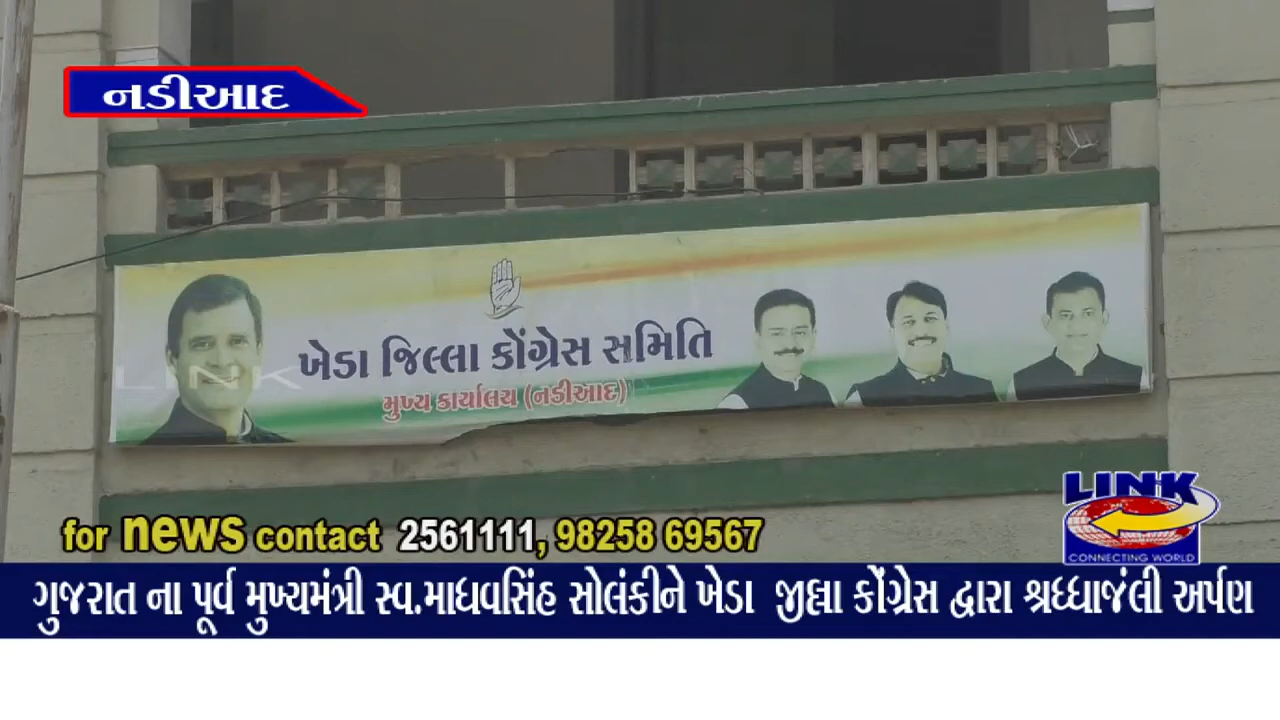 નડીઆદ
ખેડા જિલ્લા કોંગ્રેસ સમિતિ
મુખ્ય કાર્યાલય (નડીઆદ)
LINK
for news contact 2561111, 98258 69567
LINK
CONNECTING WORLD
ગુજરાત ના પૂર્વ મુખ્યમંત્રી સ્વ.માધવસિંહ સોલંકીને ખેડા જીલ્લા કોંગ્રેસ દ્વારા શ્રધ્ધાજંલી અર્પણ